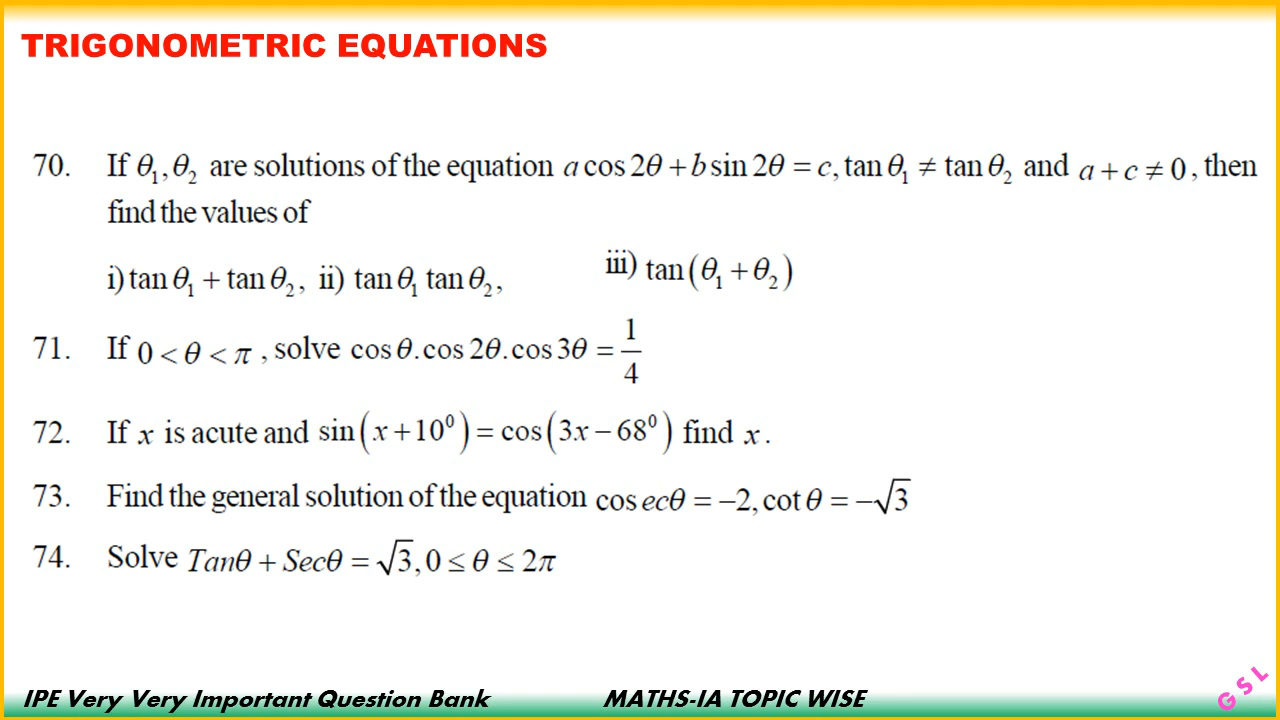 TRIGONOMETRIC EQUATIONS
70. If θ₁, θ₂ are solutions of the equation a cos 2θ + b sin 2θ = c, tan θ₁ ≠ tan θ₂ and a + c ≠ 0, then
find the values of
i) tan θ₁ + tan θ₂, ii) tan θ₁ tan θ₂, iii) tan(θ₁ + θ₂)
71. If 0 < θ < π, solve cos θ.cos 2θ.cos 3θ = 1/4
72. If x is acute and sin(x + 10⁰) = cos(3x − 68⁰) find x.
73. Find the general solution of the equation cos ecθ = −2, cot θ = −√3
74. Solve Tanθ + Secθ = √3, 0 ≤ θ ≤ 2π
IPE Very Very Important Question Bank MATHS-IA TOPIC WISE
GSL